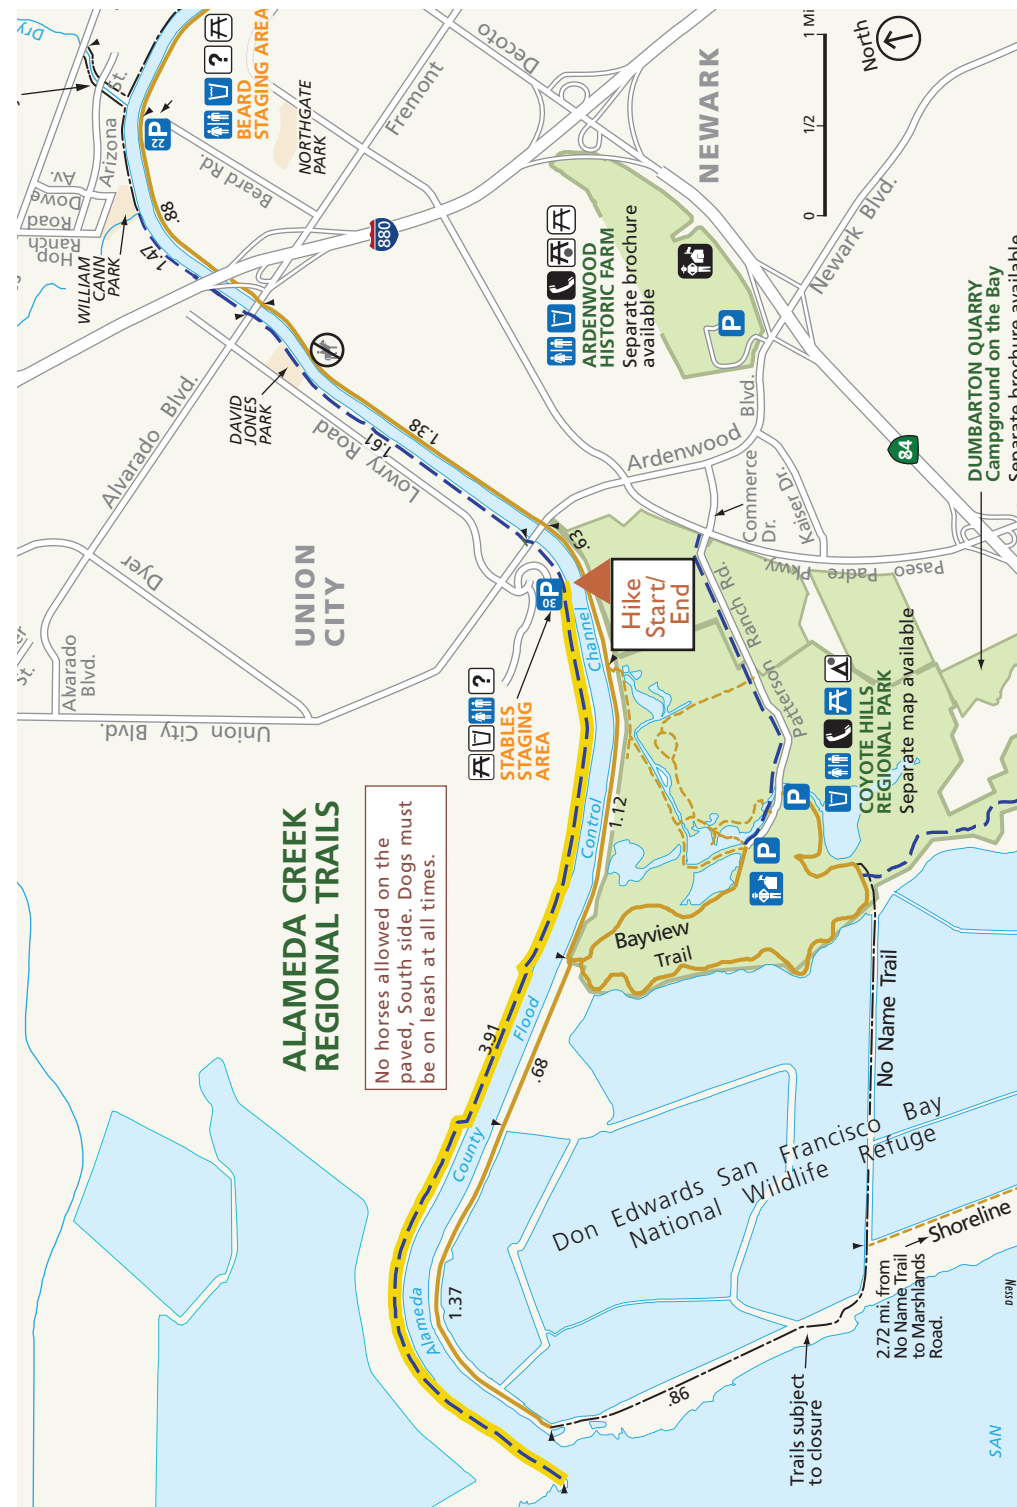 Dry
St.
Arizona
Av.
Dowe
Road
Ranch
Hop
WILLIAM
CANN
PARK
22 P
.88
1.47
?
BEARD
STAGING AREA
NORTHGATE
PARK
Beard Rd.
Fremont
Decoto
NEWARK
1 Mi
1/2
0
North
880
Newark Blvd.
ARDENWOOD
HISTORIC FARM
Separate brochure
available
P
DUMBARTON QUARRY
Campground on the Bay
Separate brochure available
84
Alvarado Blvd.
DAVID
JONES
PARK
Lowry Road
1.61
1.38
Ardenwood Blvd.
Commerce
Dr.
Kaiser Dr.
Paseo Padre Pkwy.
Dyer
UNION
CITY
St.
Alvarado
Blvd.
Union City Blvd.
30 P
.63
Hike
Start/
End
?
STABLES
STAGING
AREA
Patterson Ranch Rd.
COYOTE HILLS
REGIONAL PARK
Separate map available
P
P
ALAMEDA CREEK
REGIONAL TRAILS
No horses allowed on the
paved, South side. Dogs must
be on leash at all times.
Alameda County Flood Control Channel
1.12
Bayview
Trail
3.91
.68
1.37
No Name Trail
Don Edwards San Francisco Bay
National Wildlife Refuge
.86
Trails subject
to closure
2.72 mi. from
No Name Trail
to Marshlands
Road.
Shoreline
Nessa
SAN